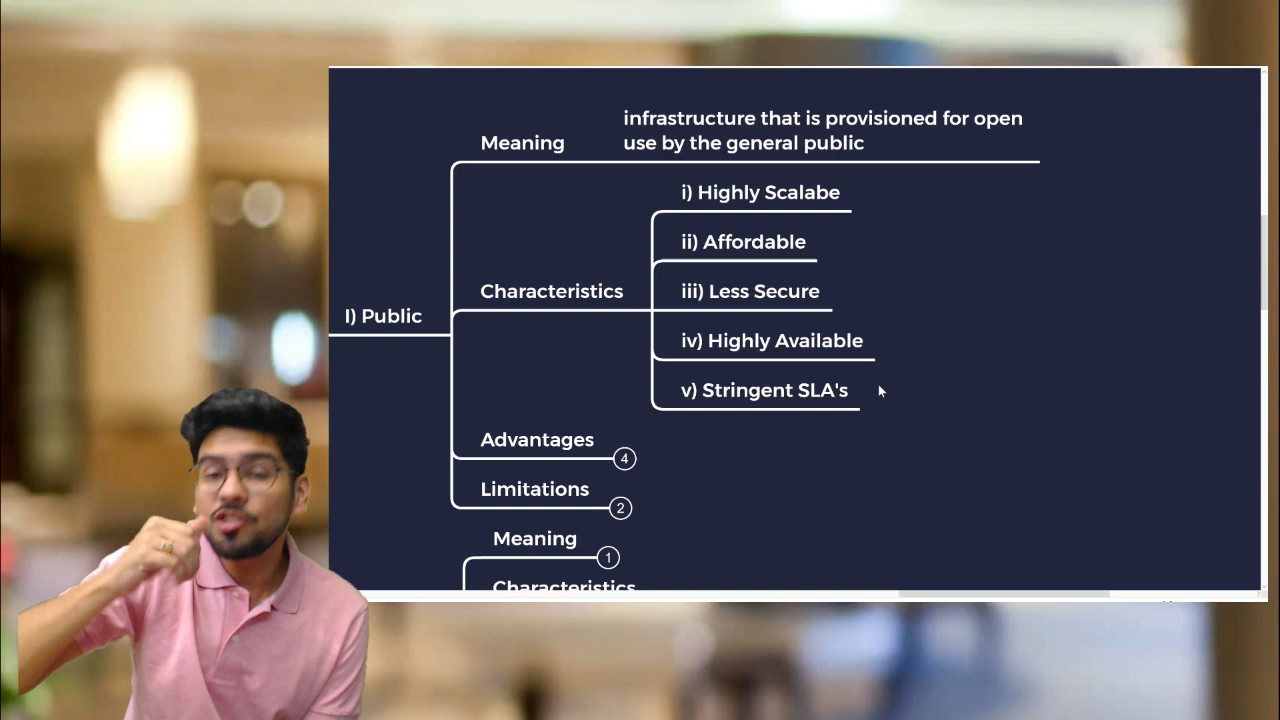 infrastructure that is provisioned for open
Meaning
use by the general public
i) Highly Scalabe
ii) Affordable
Characteristics
iii) Less Secure
I) Public
iv) Highly Available
v) Stringent SLA's
Advantages
4
Limitations
2
Meaning
1
Characteristics